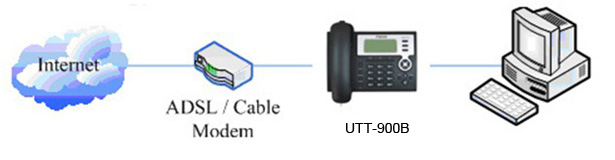 Internet
ADSL / Cable
Modem
UTT-900B